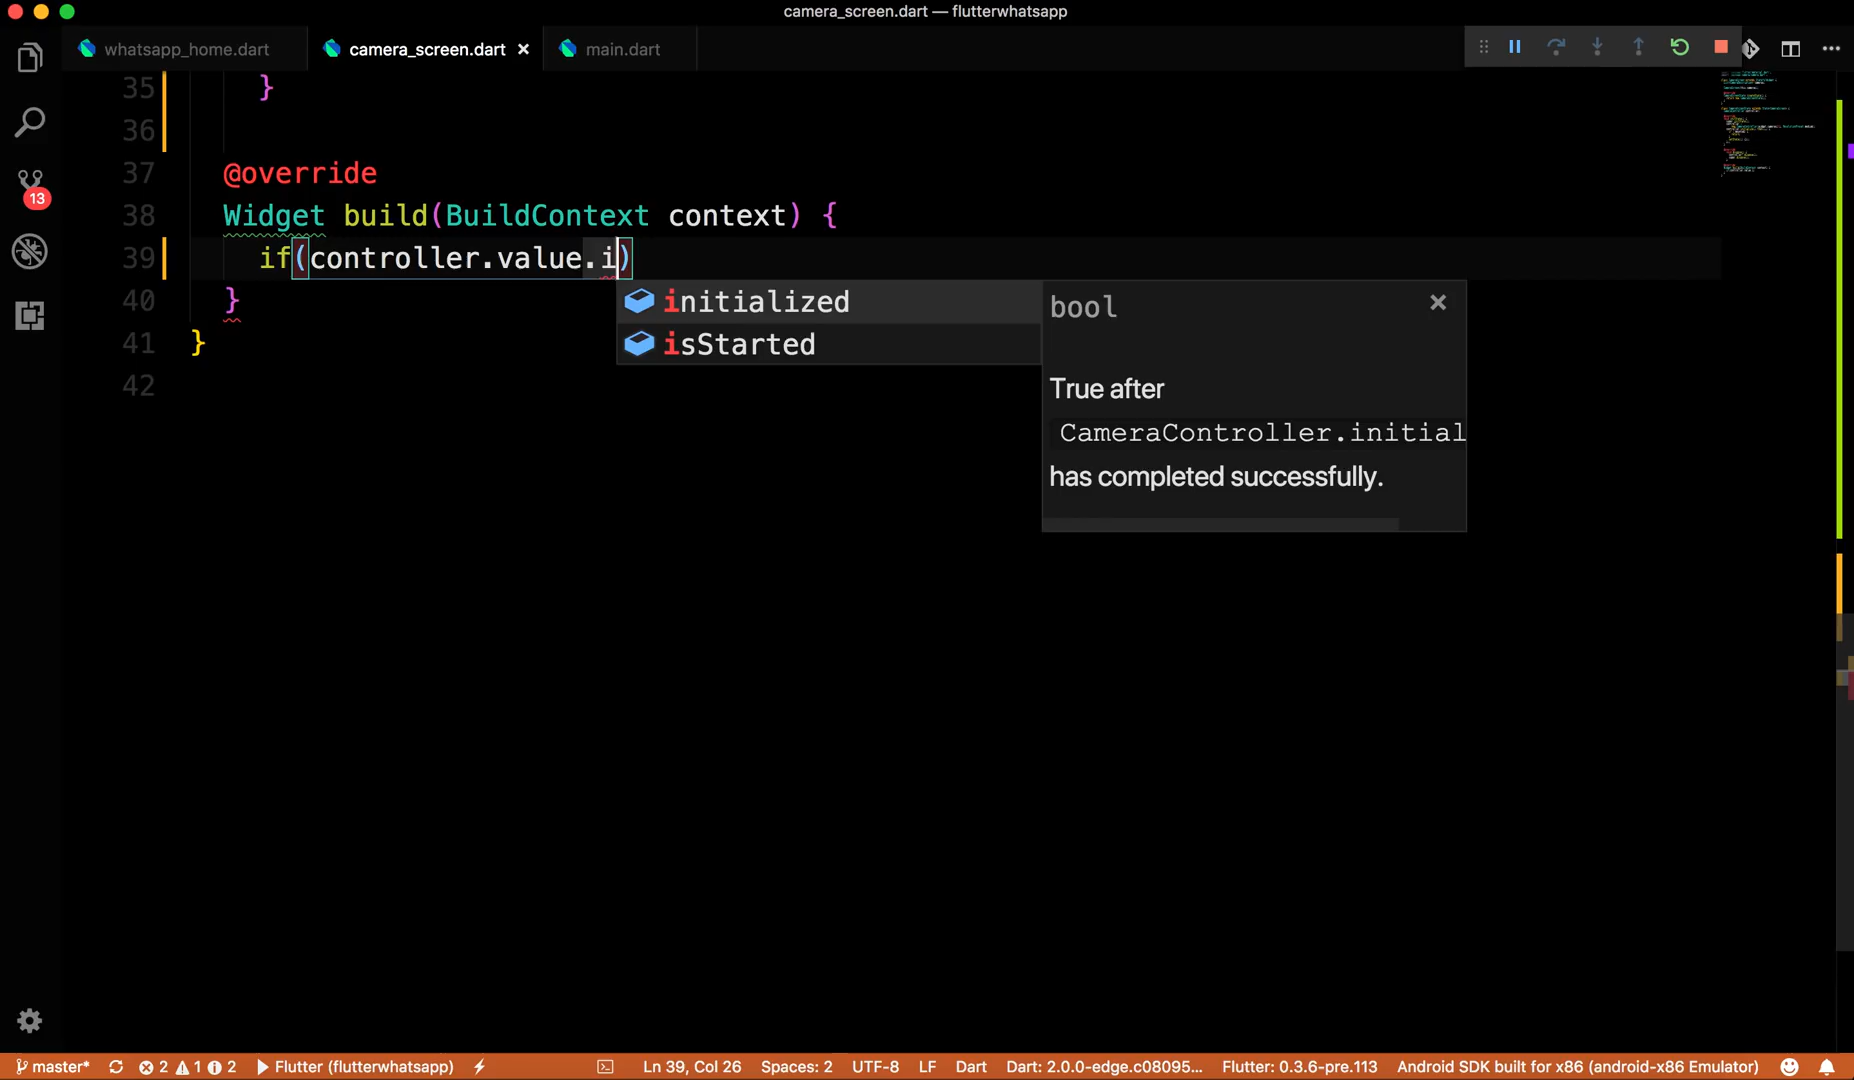 camera_screen.dart — flutterwhatsapp
whatsapp_home.dart
camera_screen.dart
main.dart
35 }
36
37 @override
38 Widget build(BuildContext context) {
39 if(controller.value.i)
40 }
41 }
42
initialized
isStarted
bool
True after
CameraController.initial
has completed successfully.
13
master* 2 1 2 Flutter (flutterwhatsapp) Ln 39, Col 26 Spaces: 2 UTF-8 LF Dart Dart: 2.0.0-edge.c08095... Flutter: 0.3.6-pre.113 Android SDK built for x86 (android-x86 Emulator)